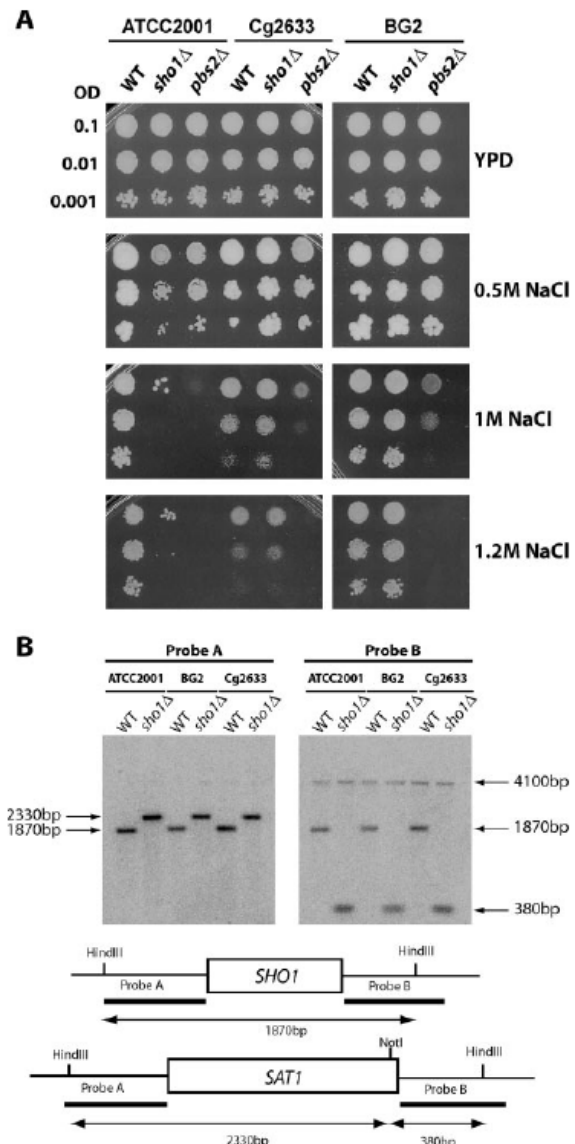 A
ATCC2001 Cg2633 BG2
WT sho1Δ pbs2Δ WT sho1Δ pbs2Δ WT sho1Δ pbs2Δ
OD
0.1
0.01
0.001
YPD
0.5M NaCl
1M NaCl
1.2M NaCl
B
Probe A Probe B
ATCC2001 BG2 Cg2633 ATCC2001 BG2 Cg2633
WT sho1Δ WT sho1Δ WT sho1Δ WT sho1Δ WT sho1Δ WT sho1Δ
2330bp
1870bp
4100bp
1870bp
380bp
HindIII HindIII
Probe A SHO1 Probe B
1870bp
HindIII NotI HindIII
Probe A SAT1 Probe B
2330bp 380bp